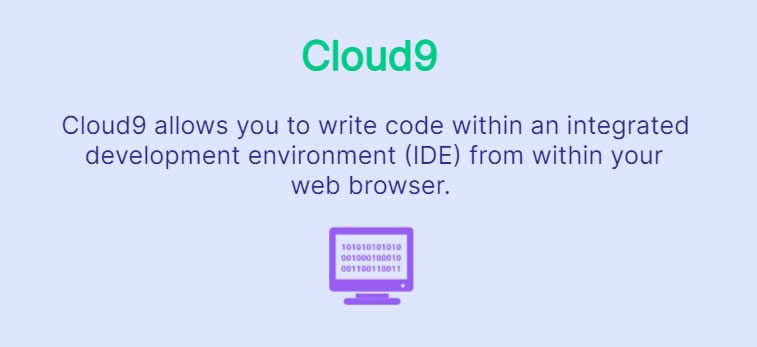 Cloud9
Cloud9 allows you to write code within an integrated
development environment (IDE) from within your
web browser.
101010101010
001000100010
001100110011